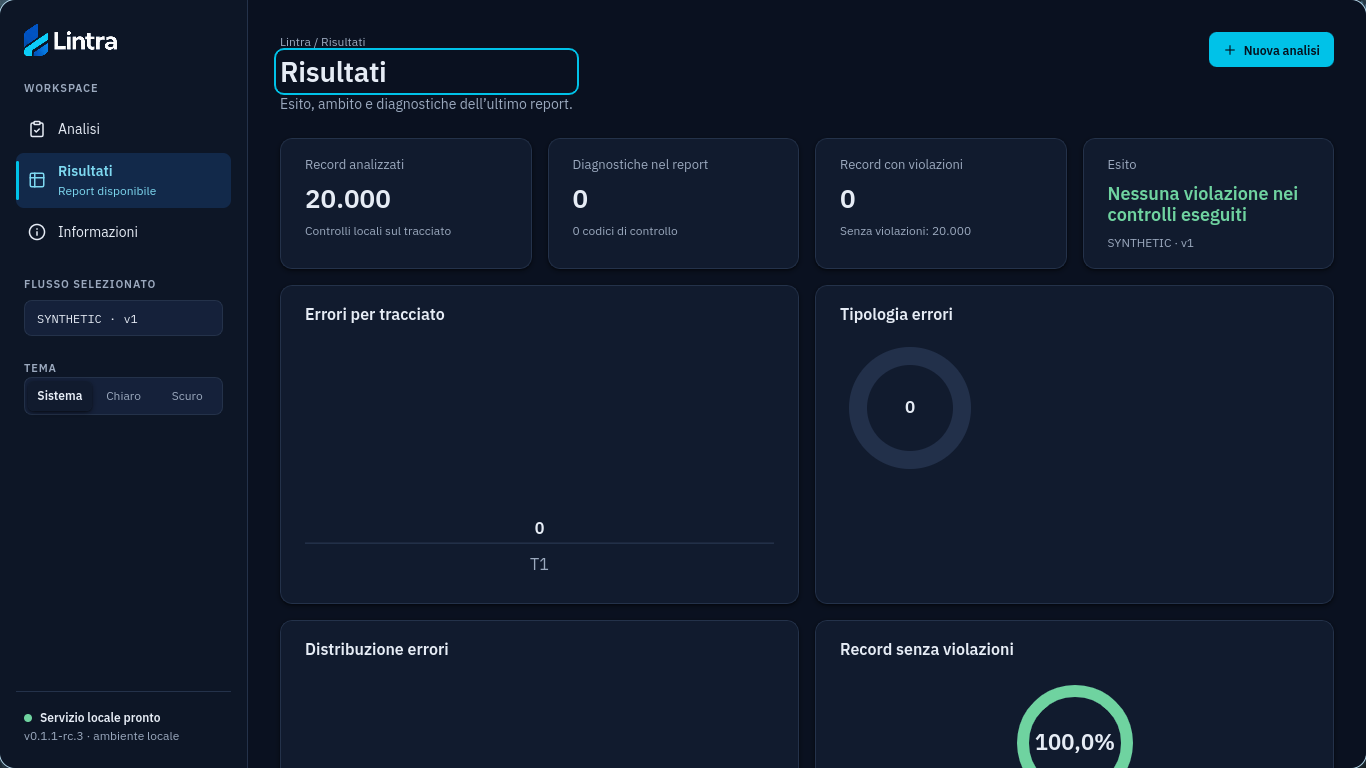 Lintra
WORKSPACE
Analisi
Risultati
Report disponibile
Informazioni
FLUSSO SELEZIONATO
SYNTHETIC · v1
TEMA
Sistema Chiaro Scuro
Servizio locale pronto
v0.1.1-rc.3 · ambiente locale
Lintra / Risultati
Risultati
Esito, ambito e diagnostiche dell’ultimo report.
+ Nuova analisi
Record analizzati
20.000
Controlli locali sul tracciato
Diagnostiche nel report
0
0 codici di controllo
Record con violazioni
0
Senza violazioni: 20.000
Esito
Nessuna violazione nei
controlli eseguiti
SYNTHETIC · v1
Errori per tracciato
0
T1
Tipologia errori
0
Distribuzione errori
Record senza violazioni
100,0%